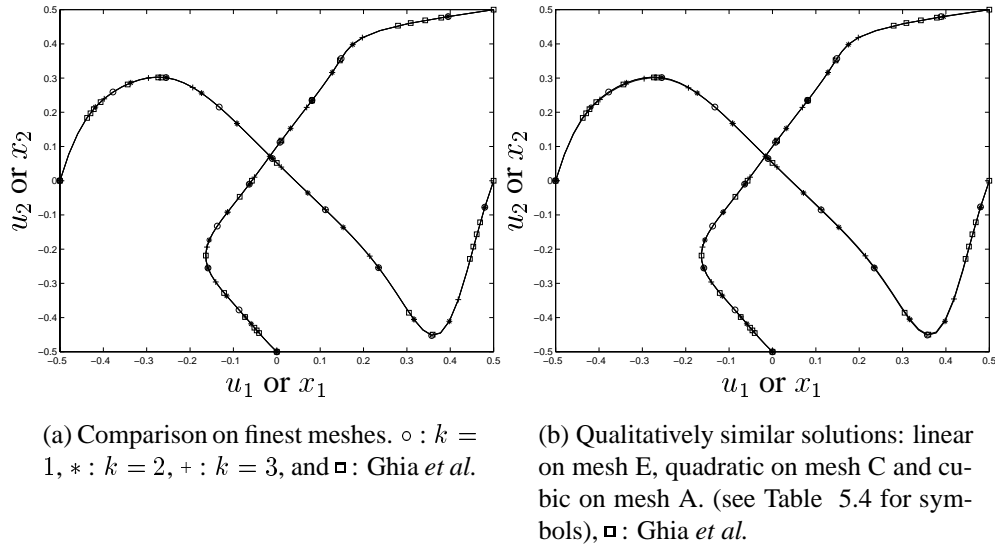 0.5
0.4
0.3
0.2
0.1
0
−0.1
−0.2
−0.3
−0.4
−0.5
−0.5 −0.4 −0.3 −0.2 −0.1 0 0.1 0.2 0.3 0.4 0.5
u₂ or x₂
u₁ or x₁
(a) Comparison on finest meshes. ○ : k =
1, * : k = 2, + : k = 3, and □ : Ghia et al.
0.5
0.4
0.3
0.2
0.1
0
−0.1
−0.2
−0.3
−0.4
−0.5
−0.5 −0.4 −0.3 −0.2 −0.1 0 0.1 0.2 0.3 0.4 0.5
u₂ or x₂
u₁ or x₁
(b) Qualitatively similar solutions: linear
on mesh E, quadratic on mesh C and cu-
bic on mesh A. (see Table 5.4 for sym-
bols), □ : Ghia et al.